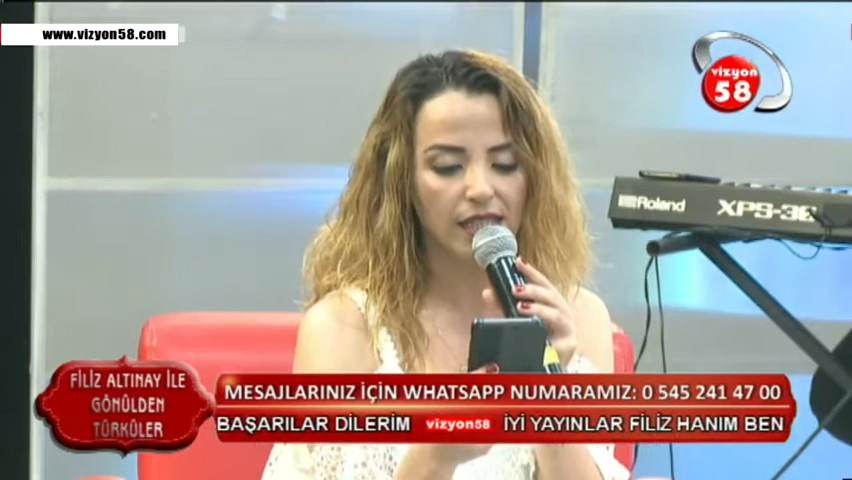 www.vizyon58.com
vizyon
58
Roland
XPS-30
FİLİZ ALTINAY İLE
GÖNÜLDEN
TÜRKÜLER
MESAJLARINIZ İÇİN WHATSAPP NUMARAMIZ: 0 545 241 47 00
BAŞARILAR DİLERİM vizyon58 İYİ YAYINLAR FİLİZ HANIM BEN